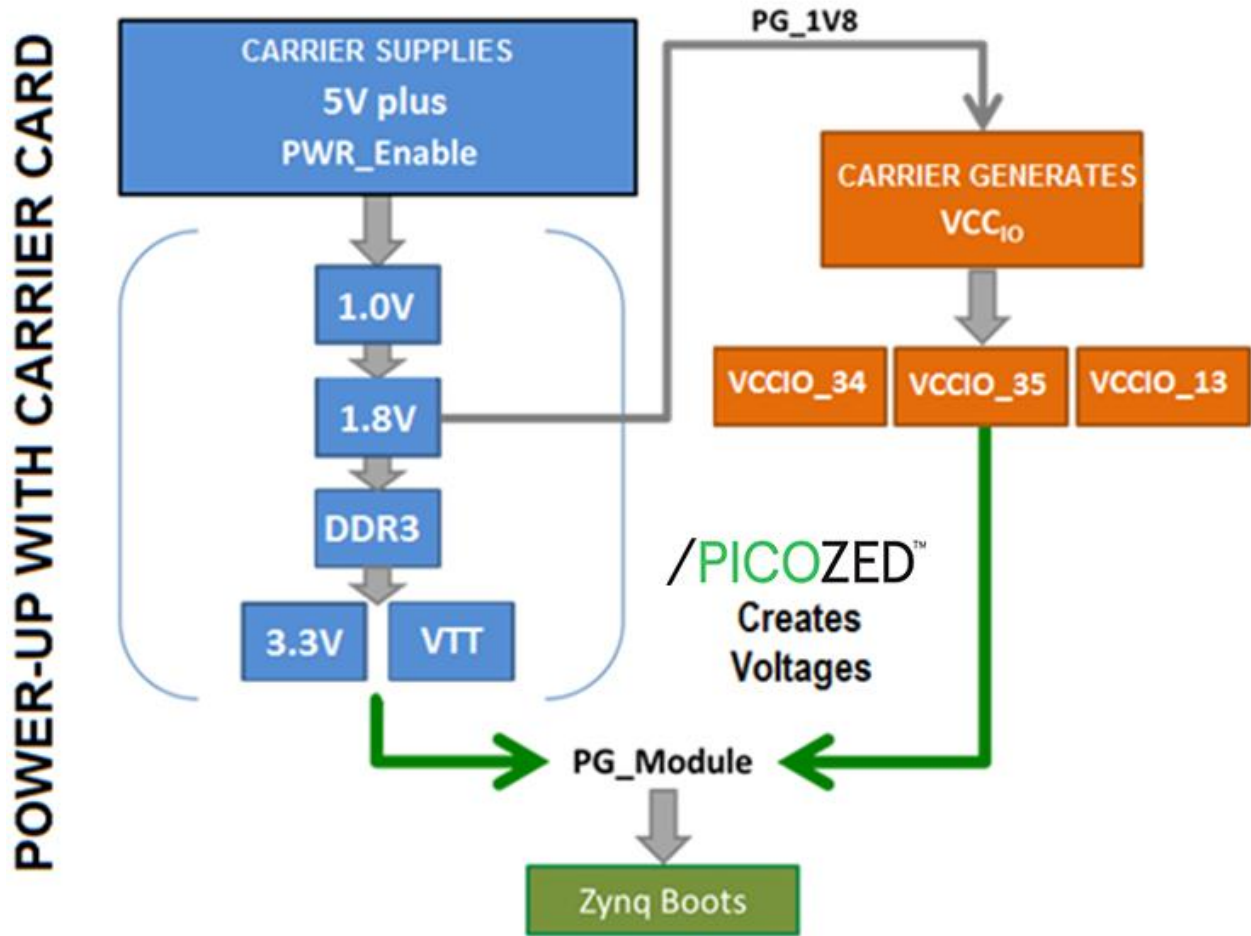 POWER-UP WITH CARRIER CARD
CARRIER SUPPLIES
5V plus
PWR_Enable
PG_1V8
CARRIER GENERATES
VCC_IO
1.0V
1.8V
VCCIO_34
VCCIO_35
VCCIO_13
DDR3
3.3V
VTT
/PICOZED™
Creates
Voltages
PG_Module
Zynq Boots